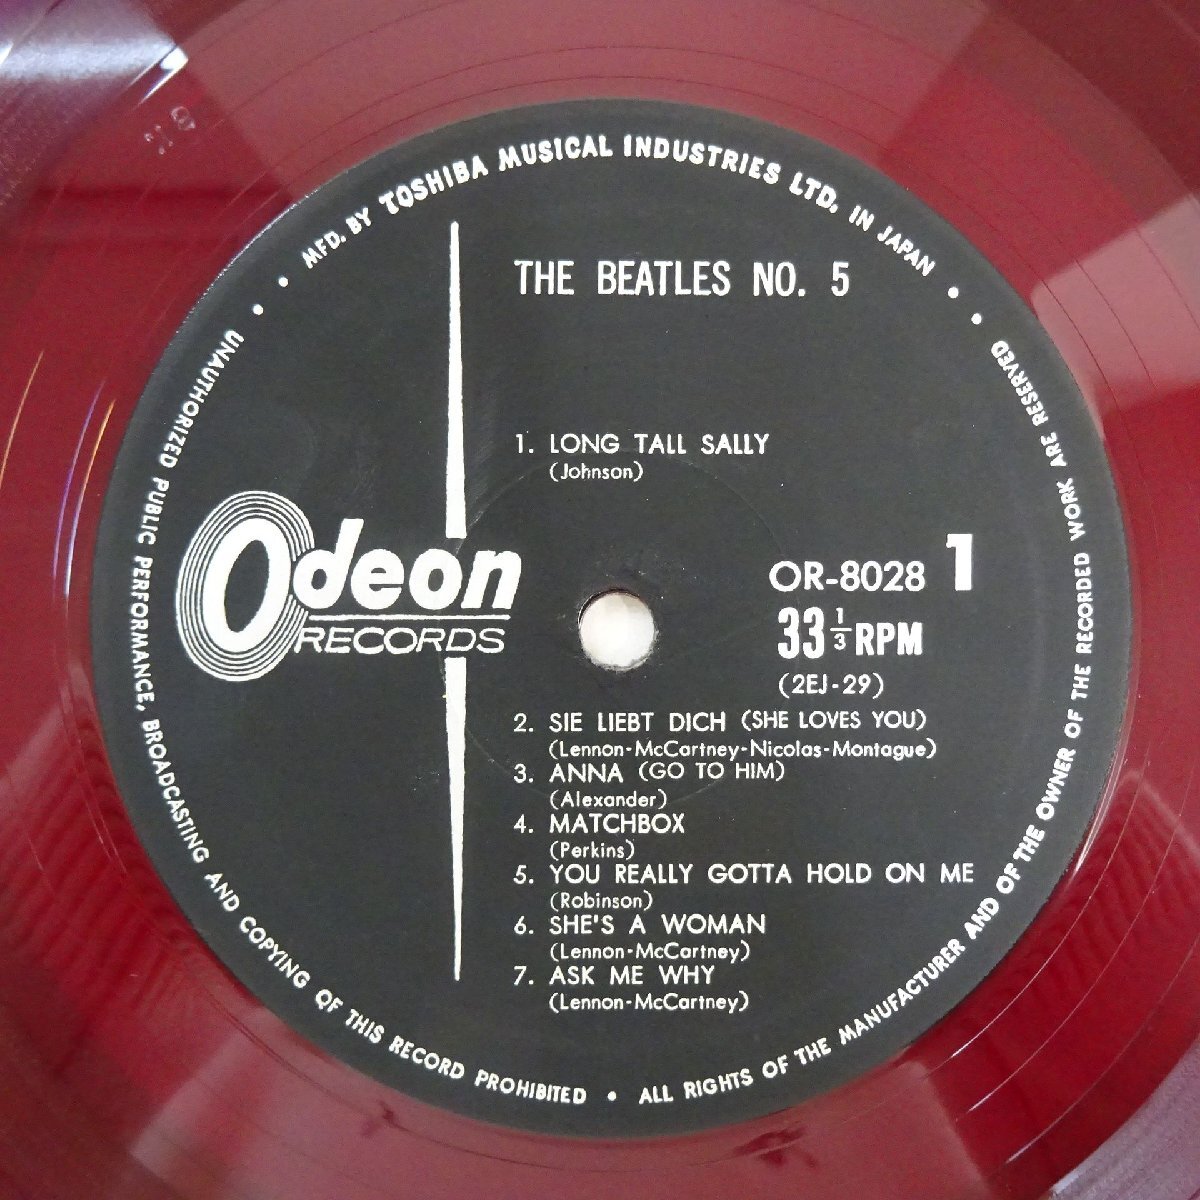 MFD. BY TOSHIBA MUSICAL INDUSTRIES LTD. IN JAPAN
THE BEATLES NO. 5
1. LONG TALL SALLY
(Johnson)
Odeon
RECORDS
OR-8028 1
33 1/3 RPM
(2EJ-29)
2. SIE LIEBT DICH (SHE LOVES YOU)
(Lennon-McCartney-Nicolas-Montague)
3. ANNA (GO TO HIM)
(Alexander)
4. MATCHBOX
(Perkins)
5. YOU REALLY GOTTA HOLD ON ME
(Robinson)
6. SHE'S A WOMAN
(Lennon-McCartney)
7. ASK ME WHY
(Lennon-McCartney)
UNAUTHORIZED PUBLIC PERFORMANCE, BROADCASTING AND COPYING OF THIS RECORD PROHIBITED • ALL RIGHTS OF THE MANUFACTURER AND OF THE OWNER OF THE RECORDED WORK ARE RESERVED